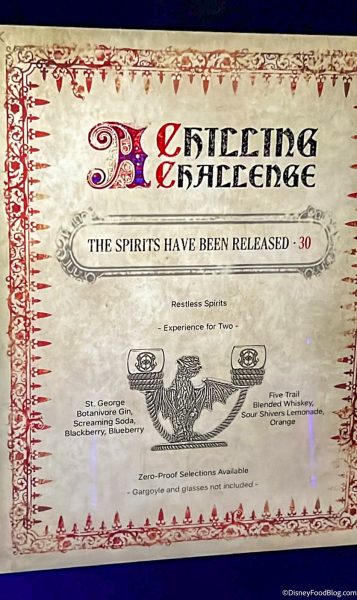 A CHILLING
CHALLENGE
THE SPIRITS HAVE BEEN RELEASED · 30
Restless Spirits
- Experience for Two -
St. George
Botanivore Gin,
Screaming Soda,
Blackberry, Blueberry
Five Trail
Blended Whiskey,
Sour Shivers Lemonade,
Orange
Zero-Proof Selections Available
- Gargoyle and glasses not included -
©DisneyFoodBlog.com